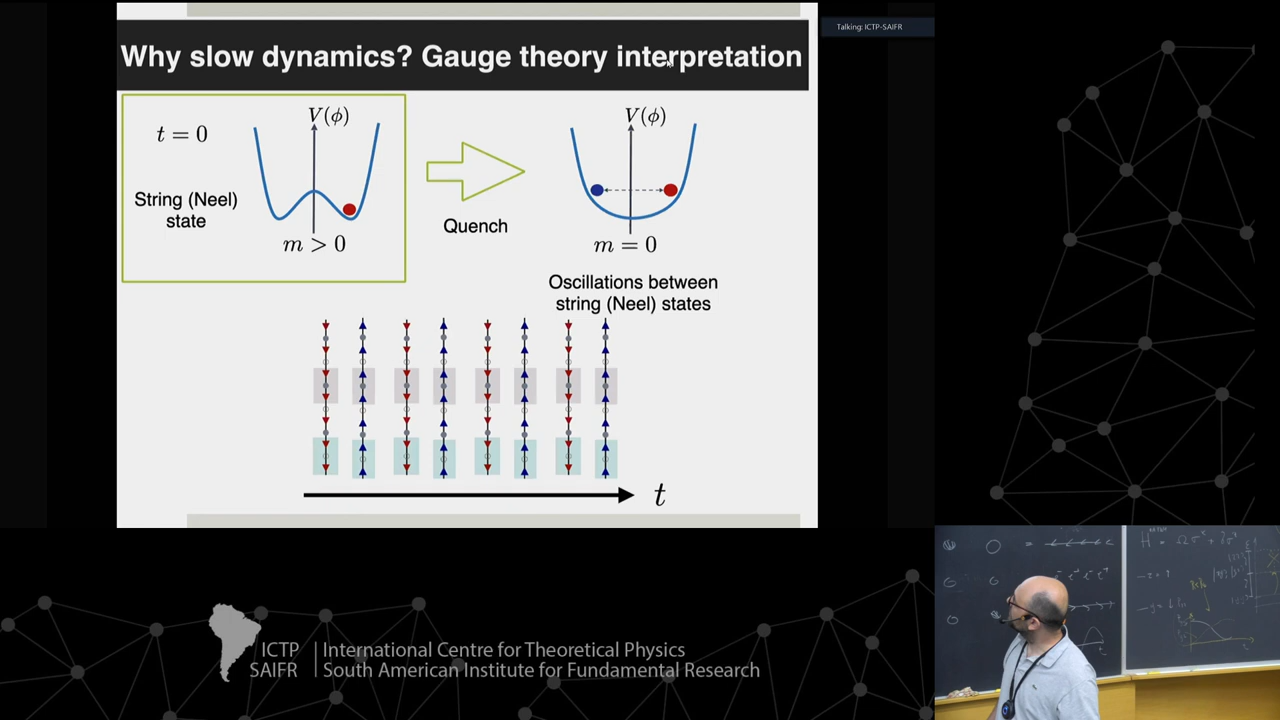 Talking: ICTP-SAIFR
Why slow dynamics? Gauge theory interpretation
t = 0
String (Neel)
state
V(ϕ)
m > 0
Quench
V(ϕ)
m = 0
Oscillations between
string (Neel) states
t
ICTP
SAIFR
International Centre for Theoretical Physics
South American Institute for Fundamental Research